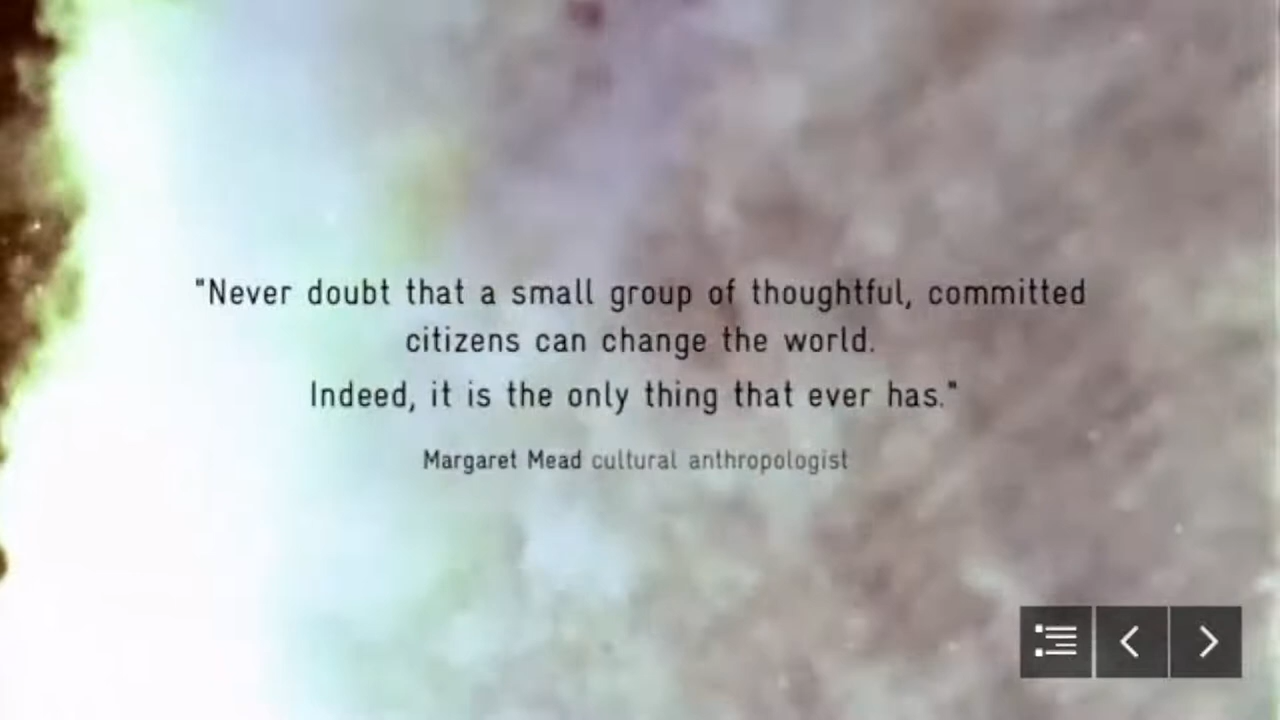 "Never doubt that a small group of thoughtful, committed
citizens can change the world.
Indeed, it is the only thing that ever has."
Margaret Mead cultural anthropologist